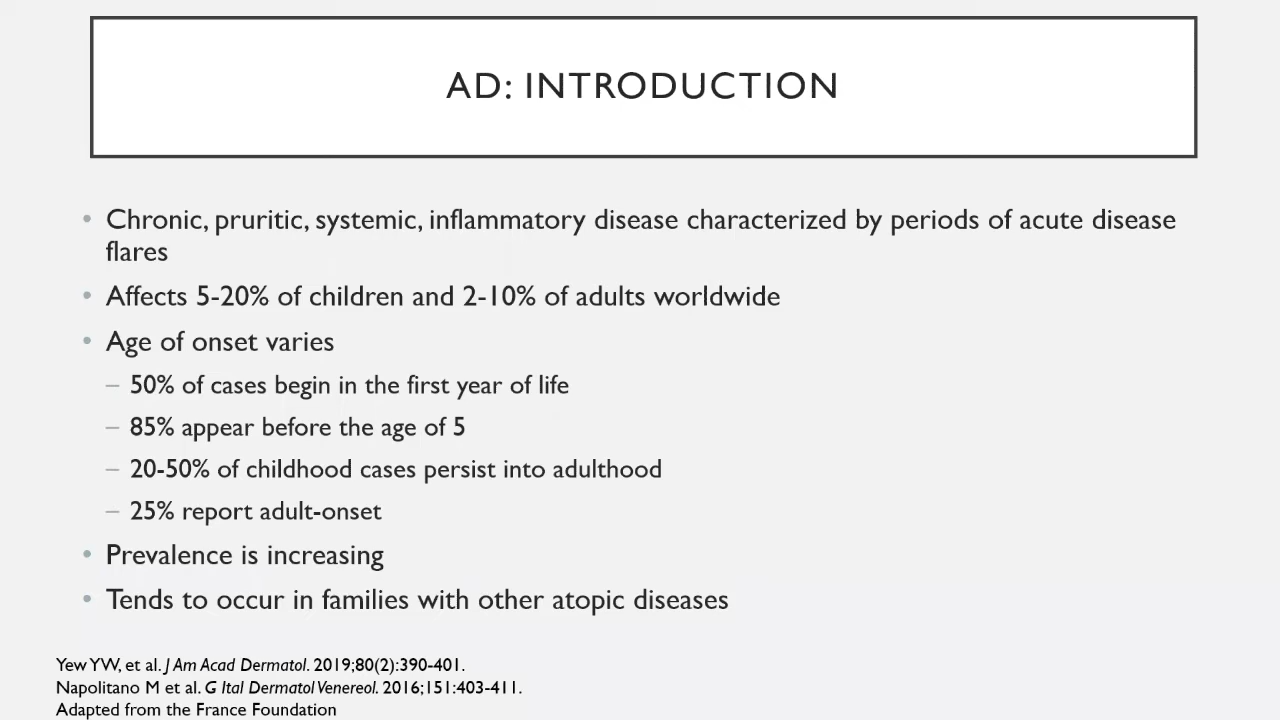 AD: INTRODUCTION
• Chronic, pruritic, systemic, inflammatory disease characterized by periods of acute disease
flares
• Affects 5-20% of children and 2-10% of adults worldwide
• Age of onset varies
– 50% of cases begin in the first year of life
– 85% appear before the age of 5
– 20-50% of childhood cases persist into adulthood
– 25% report adult-onset
• Prevalence is increasing
• Tends to occur in families with other atopic diseases
Yew YW, et al. J Am Acad Dermatol. 2019;80(2):390-401.
Napolitano M et al. G Ital Dermatol Venereol. 2016;151:403-411.
Adapted from the France Foundation